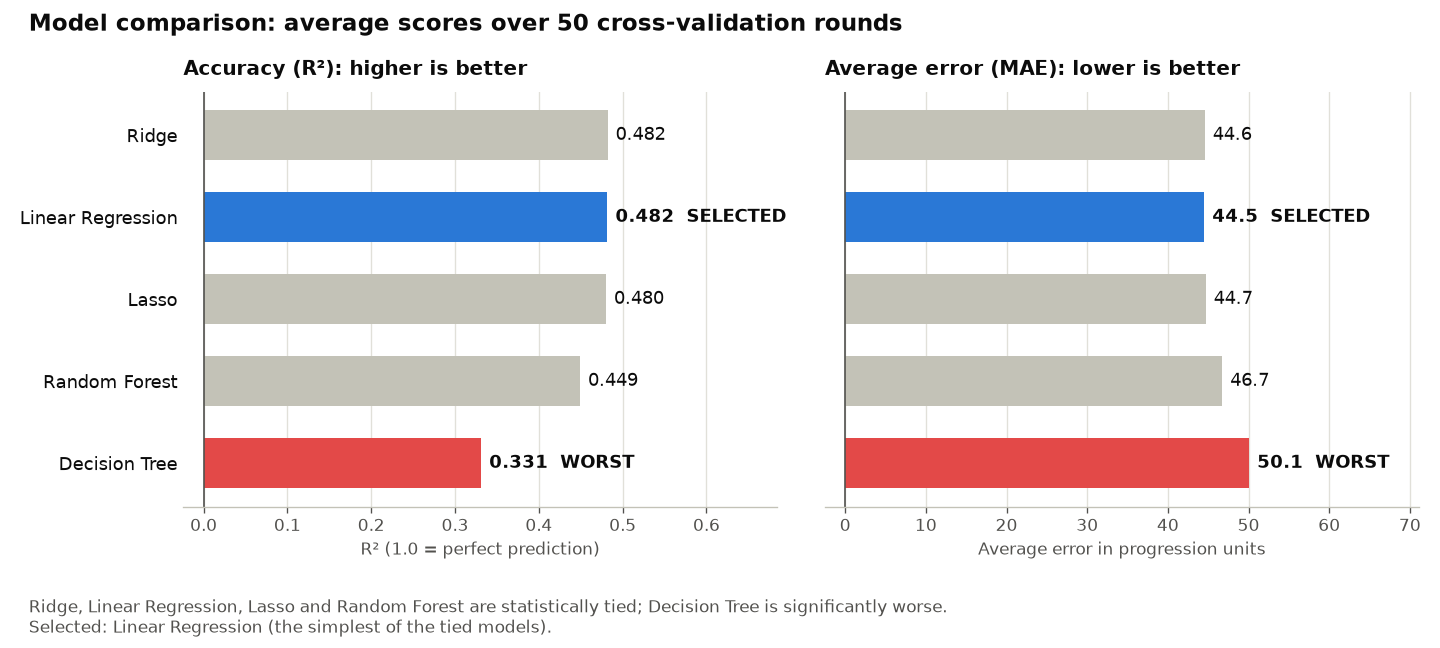 Model comparison: average scores over 50 cross-validation rounds
Accuracy (R²): higher is better
Ridge
0.482
Linear Regression
0.482 SELECTED
Lasso
0.480
Random Forest
0.449
Decision Tree
0.331 WORST
0.0 0.1 0.2 0.3 0.4 0.5 0.6
R² (1.0 = perfect prediction)
Average error (MAE): lower is better
44.6
44.5 SELECTED
44.7
46.7
50.1 WORST
0 10 20 30 40 50 60 70
Average error in progression units
Ridge, Linear Regression, Lasso and Random Forest are statistically tied; Decision Tree is significantly worse.
Selected: Linear Regression (the simplest of the tied models).